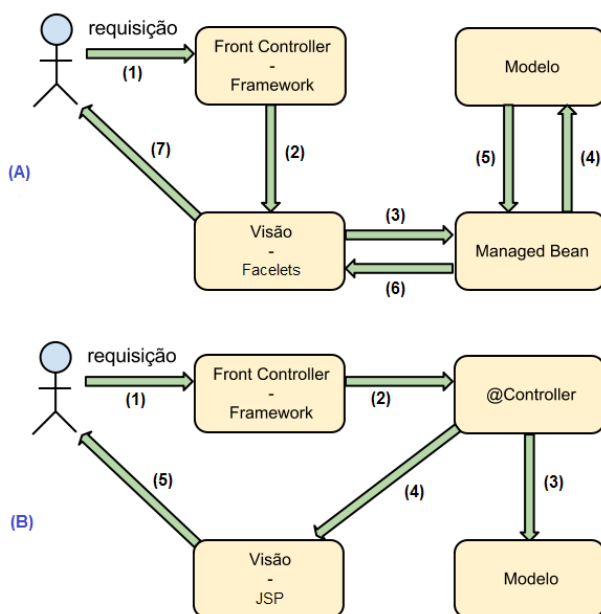 requisição
(1)
Front Controller
-
Framework
Modelo
(2)
(5)
(4)
(7)
(A)
Visão
-
Facelets
(3)
(6)
Managed Bean
requisição
(1)
Front Controller
-
Framework
(2)
@Controller
(5)
(4)
(3)
(B)
Visão
-
JSP
Modelo